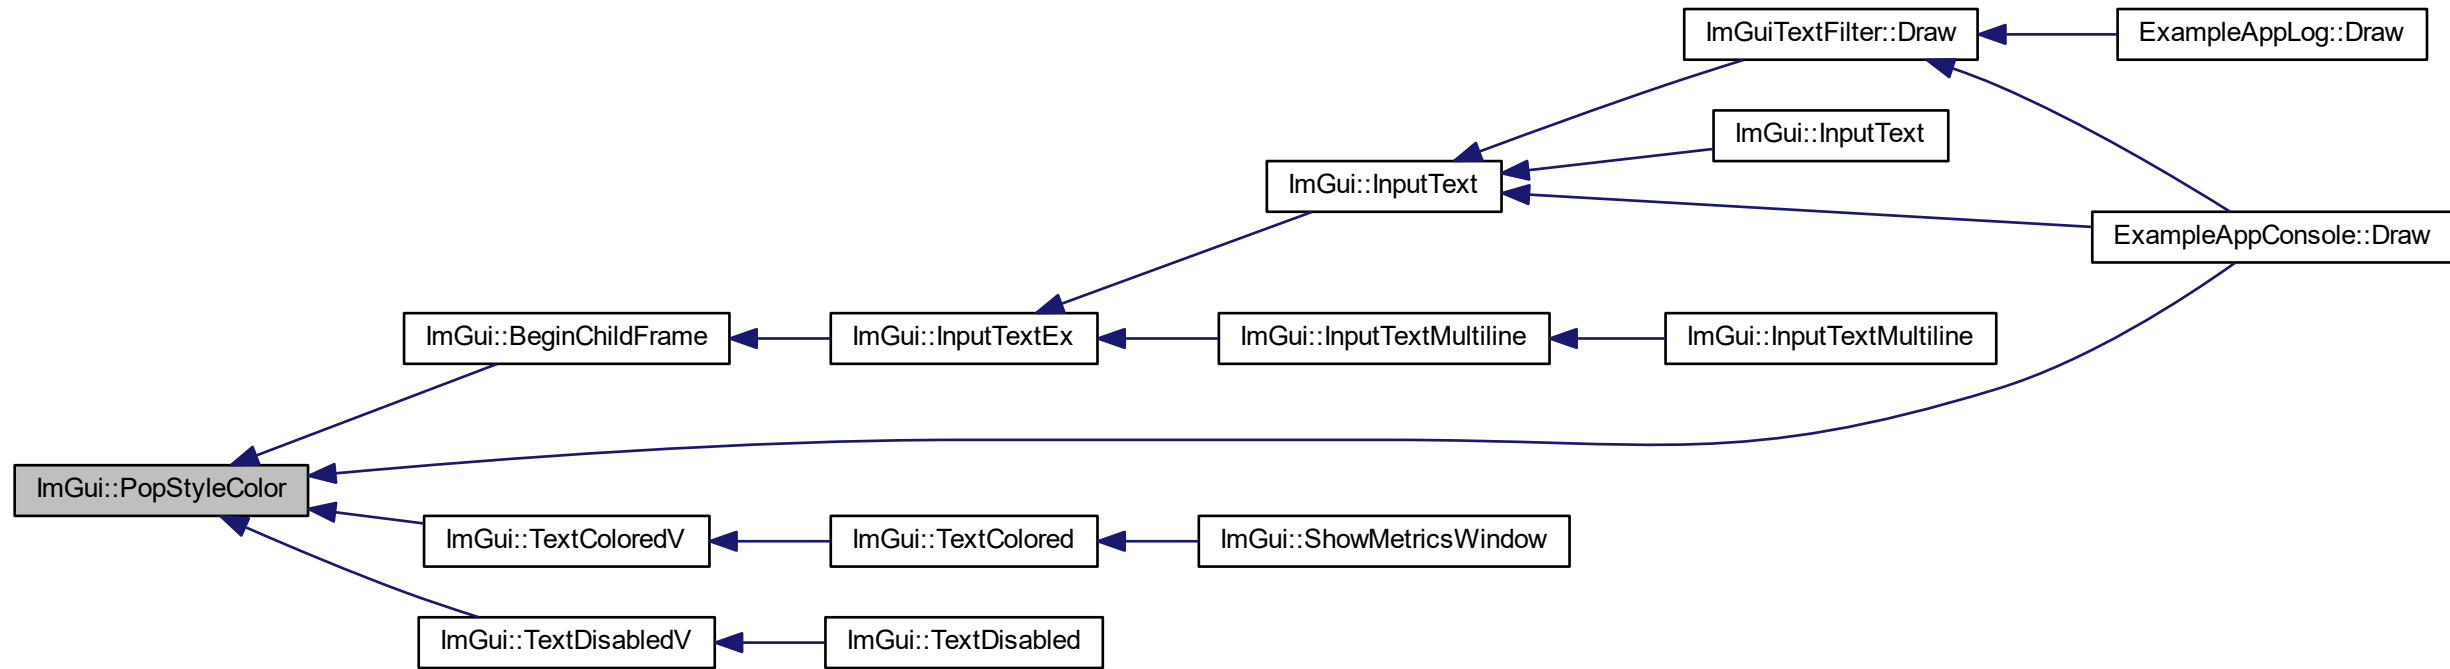 ImGuiTextFilter::Draw
ExampleAppLog::Draw
ImGui::InputText
ImGui::InputText
ExampleAppConsole::Draw
ImGui::BeginChildFrame
ImGui::InputTextEx
ImGui::InputTextMultiline
ImGui::InputTextMultiline
ImGui::PopStyleColor
ImGui::TextColoredV
ImGui::TextColored
ImGui::ShowMetricsWindow
ImGui::TextDisabledV
ImGui::TextDisabled